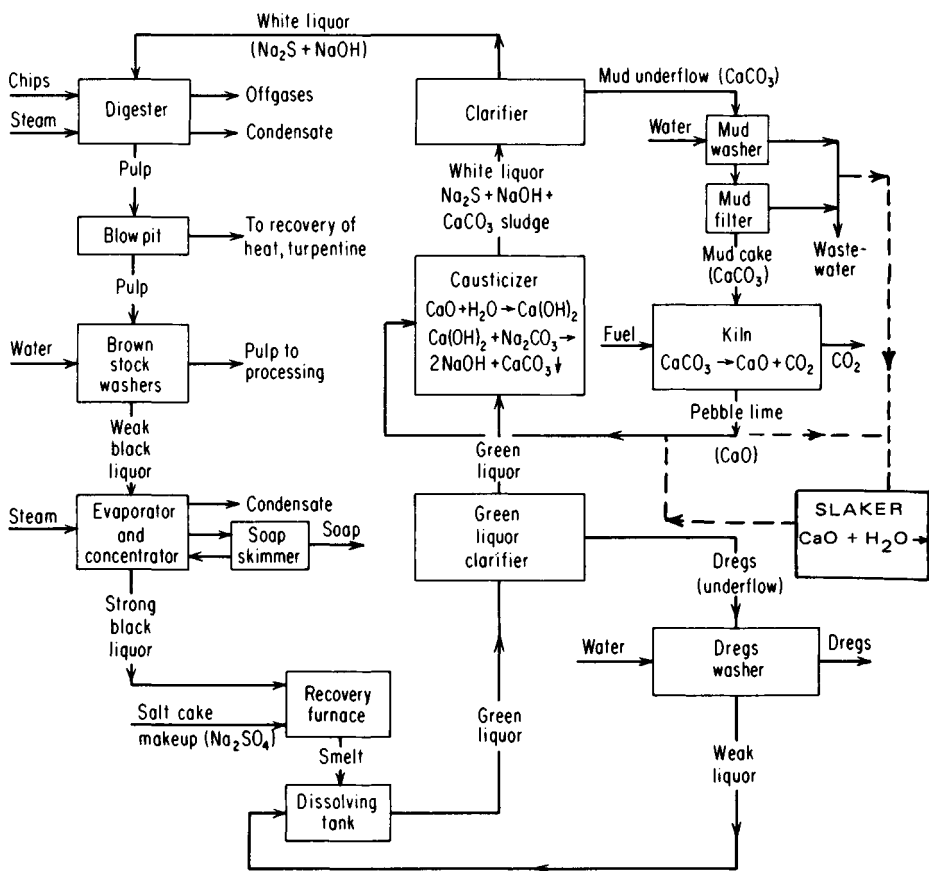 White liquor
(Na₂S + NaOH)
Chips
Steam
Digester
Offgases
Condensate
Pulp
Blow pit
To recovery of
heat, turpentine
Pulp
Water
Brown
stock
washers
Pulp to
processing
Weak
black
liquor
Steam
Evaporator
and
concentrator
Condensate
Soap
skimmer
Soap
Strong
black
liquor
Salt cake
makeup (Na₂SO₄)
Recovery
furnace
Smelt
Dissolving
tank
Green
liquor
Green
liquor
clarifier
Green
liquor
Causticizer
CaO + H₂O → Ca(OH)₂
Ca(OH)₂ + Na₂CO₃ →
2NaOH + CaCO₃ ↓
White liquor
Na₂S + NaOH +
CaCO₃ sludge
Clarifier
Mud underflow (CaCO₃)
Water
Mud
washer
Mud
filter
Waste-
water
Mud cake
(CaCO₃)
Fuel
Kiln
CaCO₃ → CaO + CO₂
CO₂
Pebble lime
(CaO)
SLAKER
CaO + H₂O →
Dregs
(underflow)
Water
Dregs
washer
Dregs
Weak
liquor